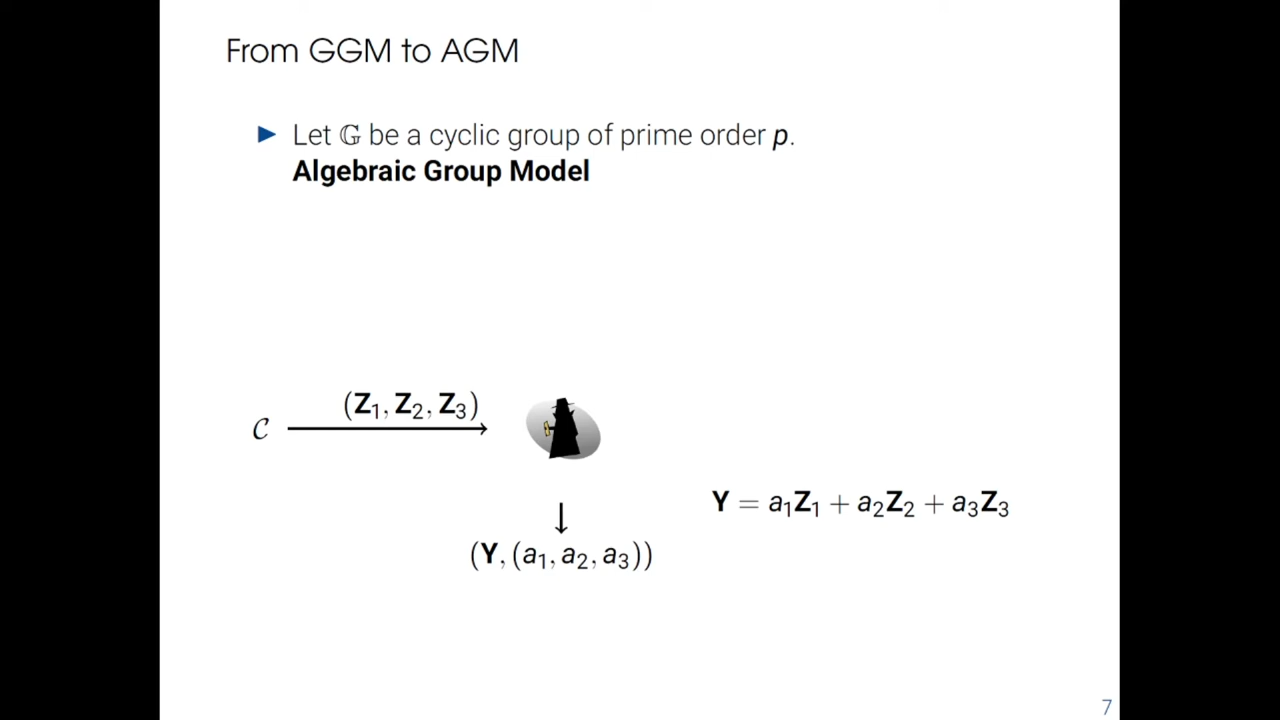 From GGM to AGM
▶ Let 𝔾 be a cyclic group of prime order p.
Algebraic Group Model
(Z₁, Z₂, Z₃)
𝒞
Y = a₁Z₁ + a₂Z₂ + a₃Z₃
(Y, (a₁, a₂, a₃))
7